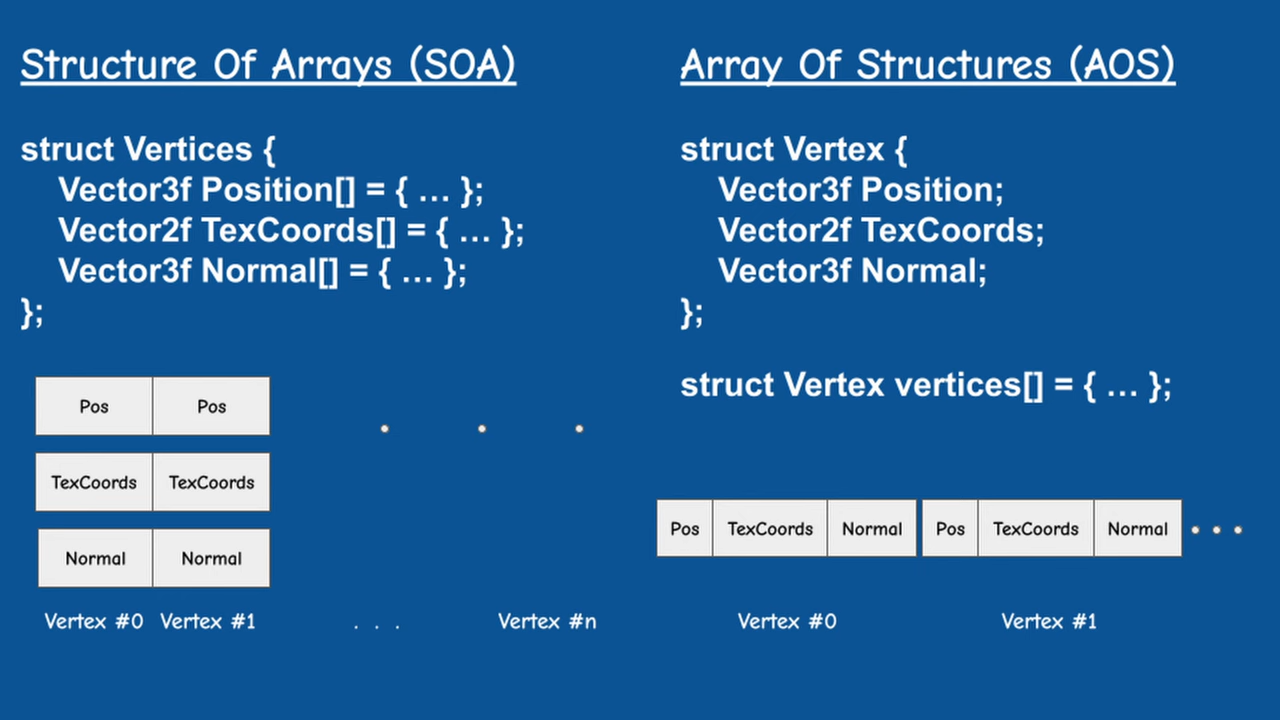 Structure Of Arrays (SOA)
struct Vertices {
Vector3f Position[] = { … };
Vector2f TexCoords[] = { … };
Vector3f Normal[] = { … };
};
Pos Pos
TexCoords TexCoords
Normal Normal
Vertex #0 Vertex #1 . . . Vertex #n
Array Of Structures (AOS)
struct Vertex {
Vector3f Position;
Vector2f TexCoords;
Vector3f Normal;
};
struct Vertex vertices[] = { … };
Pos TexCoords Normal Pos TexCoords Normal
Vertex #0 Vertex #1